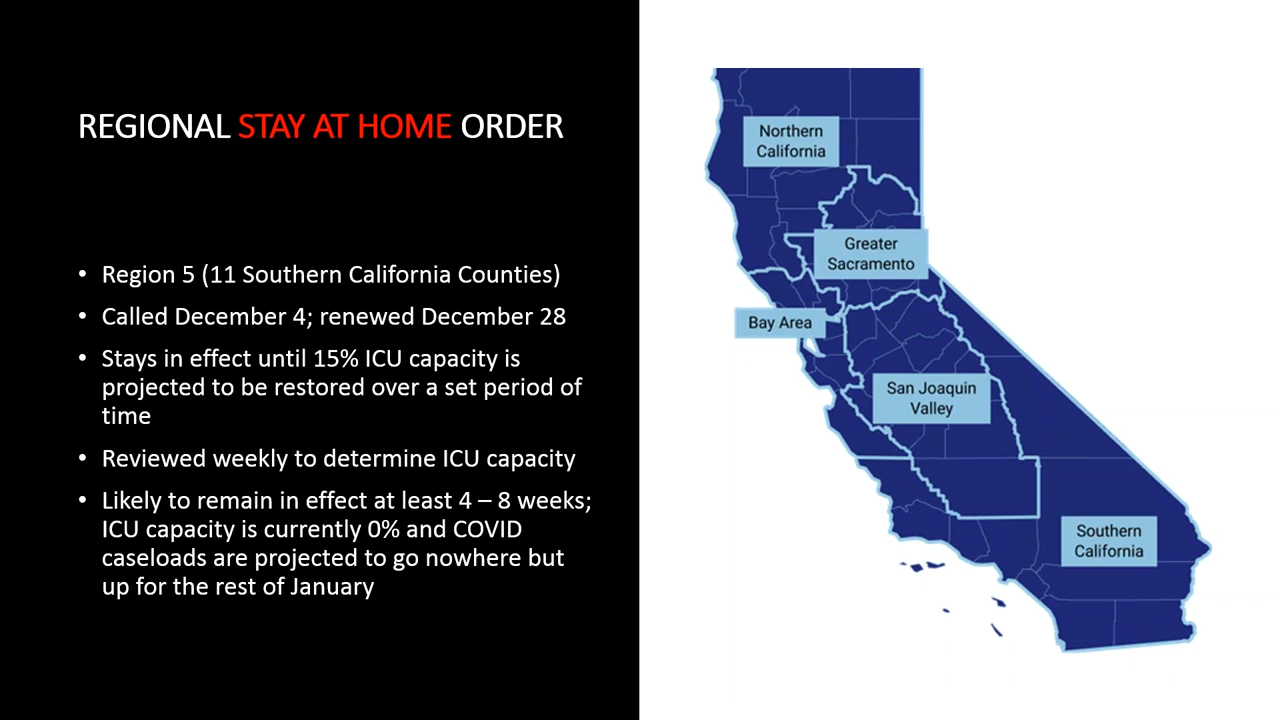 REGIONAL STAY AT HOME ORDER
• Region 5 (11 Southern California Counties)
• Called December 4; renewed December 28
• Stays in effect until 15% ICU capacity is
projected to be restored over a set period of
time
• Reviewed weekly to determine ICU capacity
• Likely to remain in effect at least 4 – 8 weeks;
ICU capacity is currently 0% and COVID
caseloads are projected to go nowhere but
up for the rest of January
Northern
California
Greater
Sacramento
Bay Area
San Joaquin
Valley
Southern
California